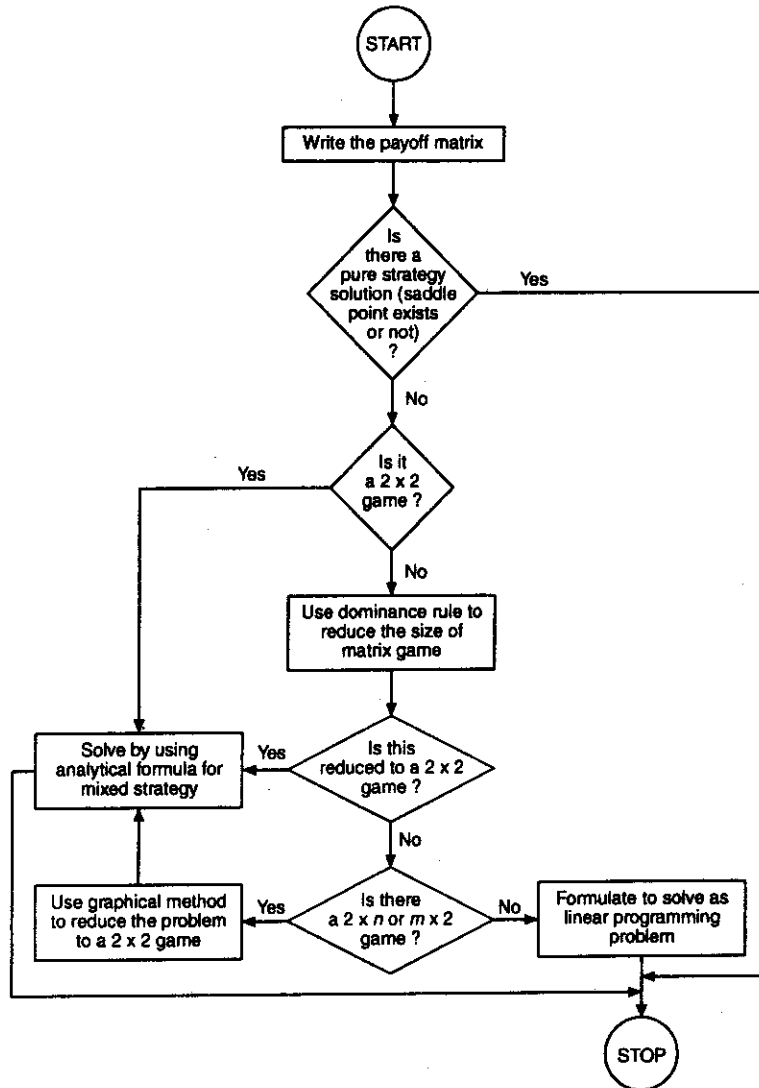 START
Write the payoff matrix
Is
there a
pure strategy
solution (saddle
point exists
or not)
?
Yes
No
Is it
a 2 x 2
game ?
Yes
No
Use dominance rule to
reduce the size of
matrix game
Is this
reduced to a 2 x 2
game ?
Yes
Solve by using
analytical formula for
mixed strategy
No
Is there
a 2 x n or m x 2
game ?
Yes
Use graphical method
to reduce the problem
to a 2 x 2 game
No
Formulate to solve as
linear programming
problem
STOP